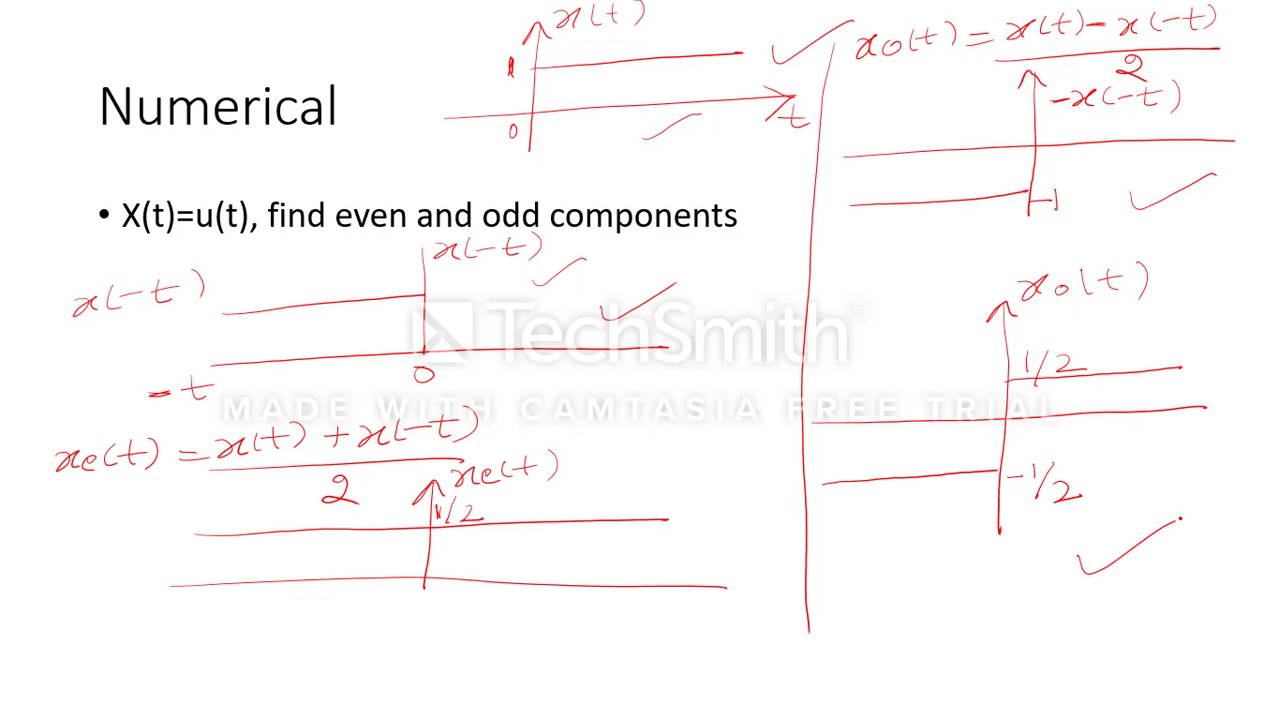 x(t)
1
0
t
Numerical
• X(t)=u(t), find even and odd components
x(-t)
x(-t)
0
-t
xe(t) = x(t) + x(-t)
2
xe(t)
1/2
xo(t) = x(t) - x(-t)
2
-x(-t)
-1
xo(t)
1/2
-1/2
TechSmith®
MADE WITH CAMTASIA FREE TRIAL